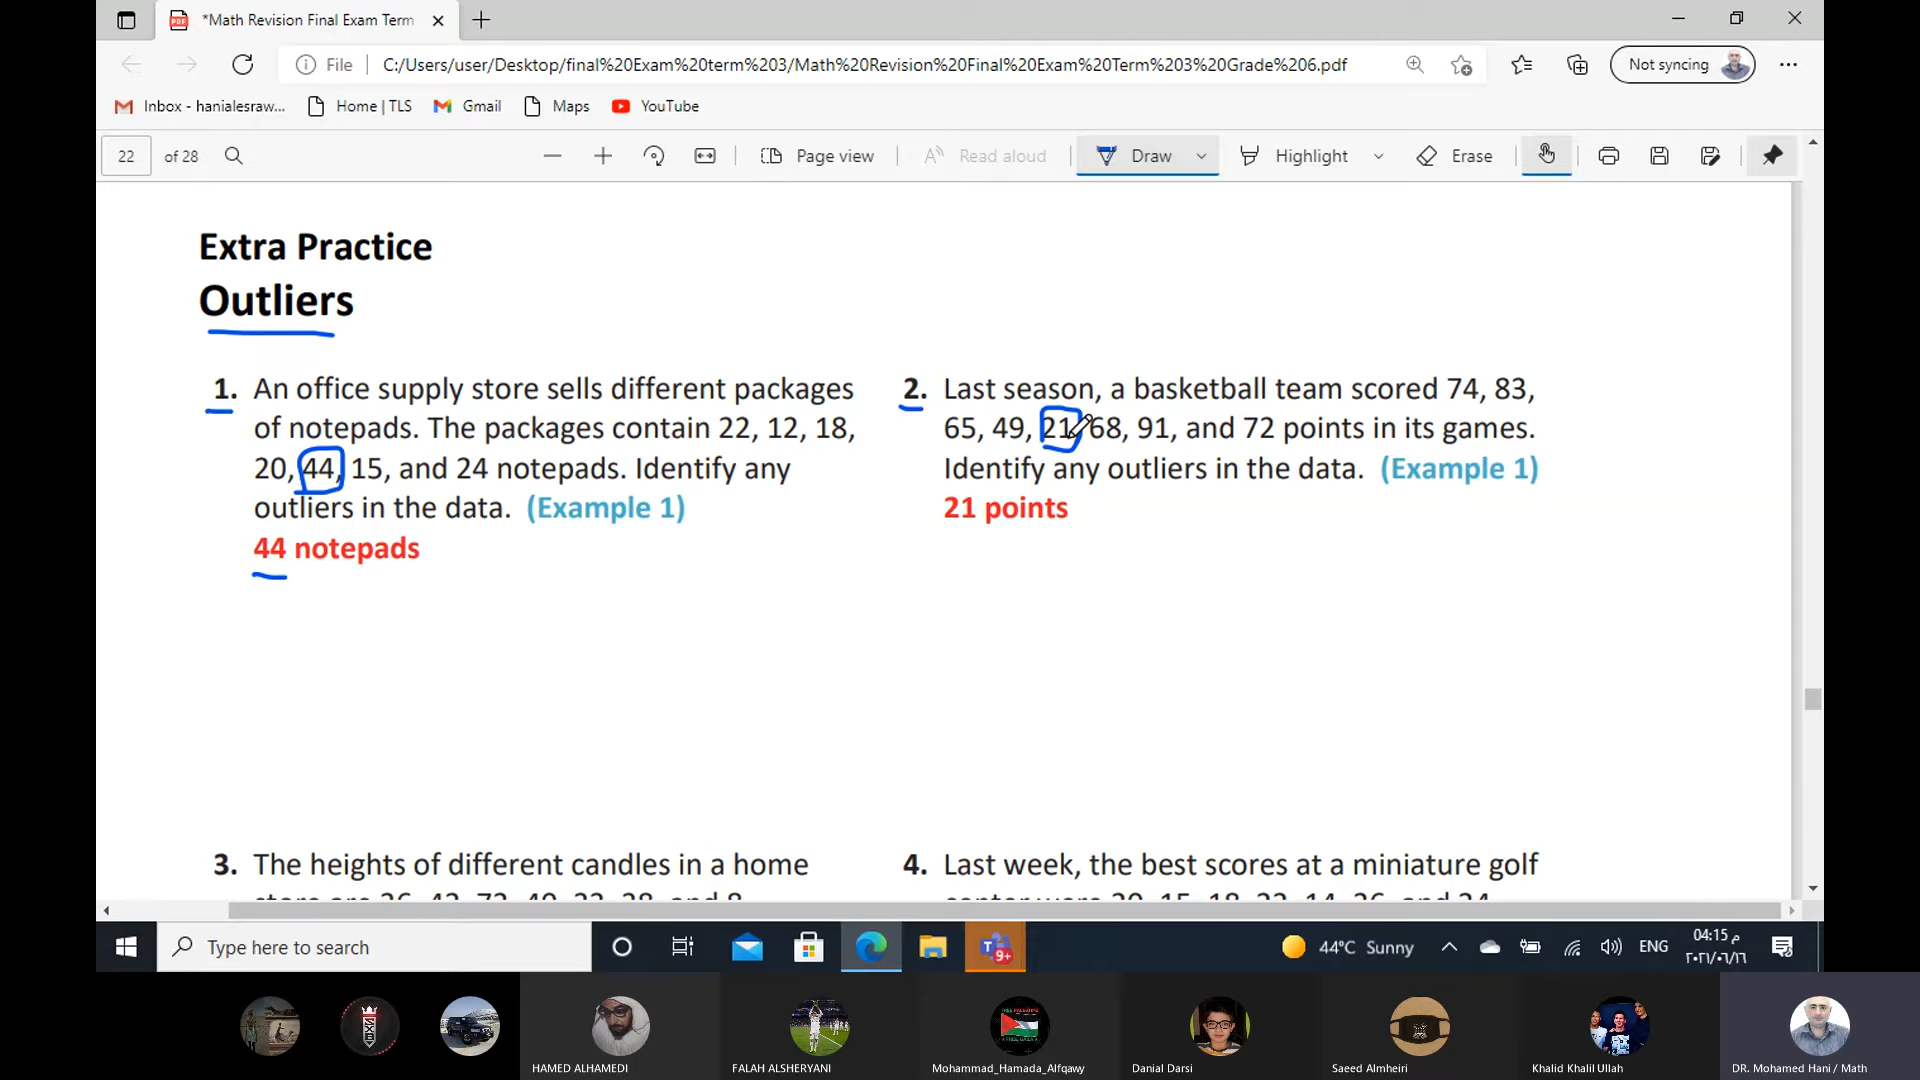 *Math Revision Final Exam Term
File
C:/Users/user/Desktop/final%20Exam%20term%203/Math%20Revision%20Final%20Exam%20Term%203%20Grade%206.pdf
Not syncing
Inbox - hanialesraw...
Home | TLS
Gmail
Maps
YouTube
22 of 28
Page view
Read aloud
Draw
Highlight
Erase
Extra Practice
Outliers
1. An office supply store sells different packages
of notepads. The packages contain 22, 12, 18,
20, 44, 15, and 24 notepads. Identify any
outliers in the data. (Example 1)
44 notepads
2. Last season, a basketball team scored 74, 83,
65, 49, 21, 68, 91, and 72 points in its games.
Identify any outliers in the data. (Example 1)
21 points
3. The heights of different candles in a home
4. Last week, the best scores at a miniature golf
Type here to search
9+
44°C Sunny
ENG
04:15 م
٢٠٢١/٠٦/١٦
HAMED ALHAMEDI
FALAH ALSHERYANI
Mohammad_Hamada_Alfqawy
Danial Darsi
Saeed Almheiri
Khalid Khalil Ullah
DR. Mohamed Hani / Math